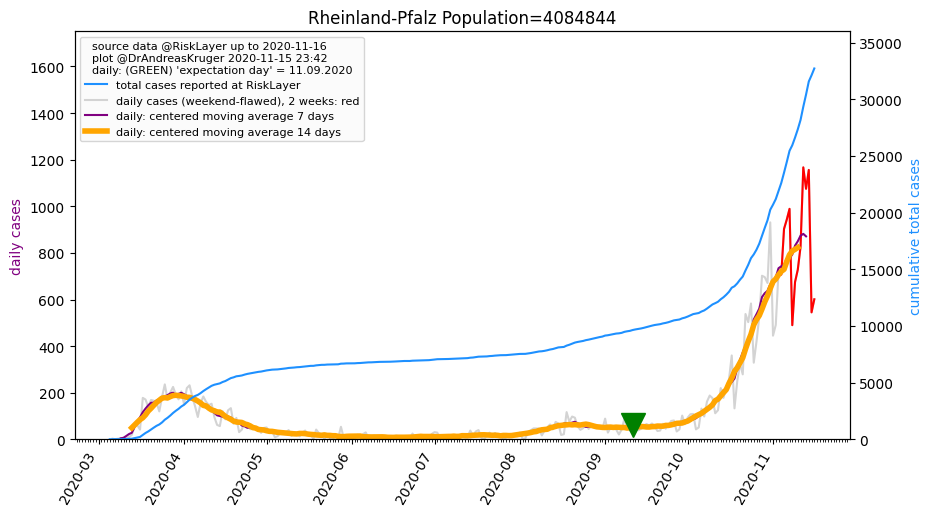 Rheinland-Pfalz Population=4084844
source data @RiskLayer up to 2020-11-16
plot @DrAndreasKruger 2020-11-15 23:42
daily: (GREEN) 'expectation day' = 11.09.2020
total cases reported at RiskLayer
daily cases (weekend-flawed), 2 weeks: red
daily: centered moving average 7 days
daily: centered moving average 14 days
daily cases
1600
1400
1200
1000
800
600
400
200
0
35000
30000
25000
20000
15000
10000
5000
0
cumulative total cases
2020-03
2020-04
2020-05
2020-06
2020-07
2020-08
2020-09
2020-10
2020-11